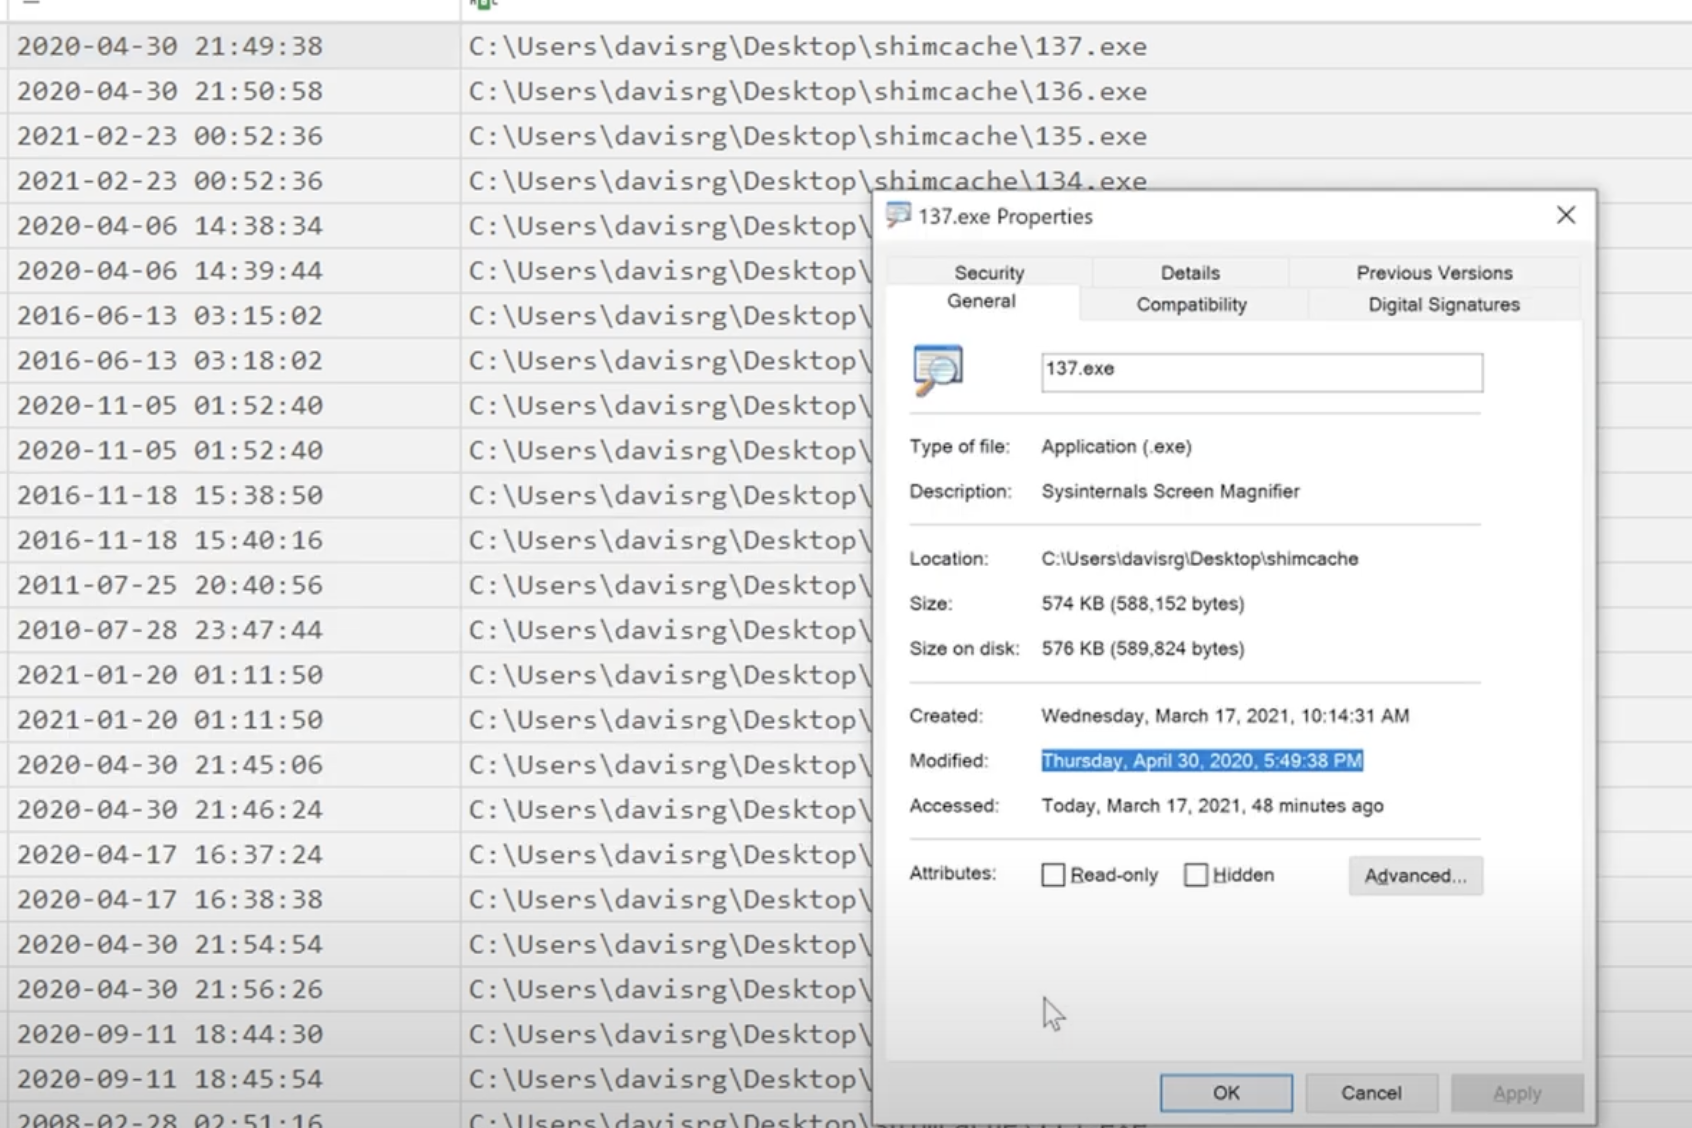 2020-04-30 21:49:38 C:\Users\davisrg\Desktop\shimcache\137.exe
2020-04-30 21:50:58 C:\Users\davisrg\Desktop\shimcache\136.exe
2021-02-23 00:52:36 C:\Users\davisrg\Desktop\shimcache\135.exe
2021-02-23 00:52:36 C:\Users\davisrg\Desktop\shimcache\134.exe
2020-04-06 14:38:34 C:\Users\davisrg\Desktop\
2020-04-06 14:39:44 C:\Users\davisrg\Desktop\
2016-06-13 03:15:02 C:\Users\davisrg\Desktop\
2016-06-13 03:18:02 C:\Users\davisrg\Desktop\
2020-11-05 01:52:40 C:\Users\davisrg\Desktop\
2020-11-05 01:52:40 C:\Users\davisrg\Desktop\
2016-11-18 15:38:50 C:\Users\davisrg\Desktop\
2016-11-18 15:40:16 C:\Users\davisrg\Desktop\
2011-07-25 20:40:56 C:\Users\davisrg\Desktop\
2010-07-28 23:47:44 C:\Users\davisrg\Desktop\
2021-01-20 01:11:50 C:\Users\davisrg\Desktop\
2021-01-20 01:11:50 C:\Users\davisrg\Desktop\
2020-04-30 21:45:06 C:\Users\davisrg\Desktop\
2020-04-30 21:46:24 C:\Users\davisrg\Desktop\
2020-04-17 16:37:24 C:\Users\davisrg\Desktop\
2020-04-17 16:38:38 C:\Users\davisrg\Desktop\
2020-04-30 21:54:54 C:\Users\davisrg\Desktop\
2020-04-30 21:56:26 C:\Users\davisrg\Desktop\
2020-09-11 18:44:30 C:\Users\davisrg\Desktop\
2020-09-11 18:45:54 C:\Users\davisrg\Desktop\
2008-02-28 02:51:16 C:\Users\davisrg\Desktop\
137.exe Properties
Security Details Previous Versions
General Compatibility Digital Signatures
137.exe
Type of file: Application (.exe)
Description: Sysinternals Screen Magnifier
Location: C:\Users\davisrg\Desktop\shimcache
Size: 574 KB (588,152 bytes)
Size on disk: 576 KB (589,824 bytes)
Created: Wednesday, March 17, 2021, 10:14:31 AM
Modified: Thursday, April 30, 2020, 5:49:38 PM
Accessed: Today, March 17, 2021, 48 minutes ago
Attributes: Read-only Hidden Advanced...
OK Cancel Apply